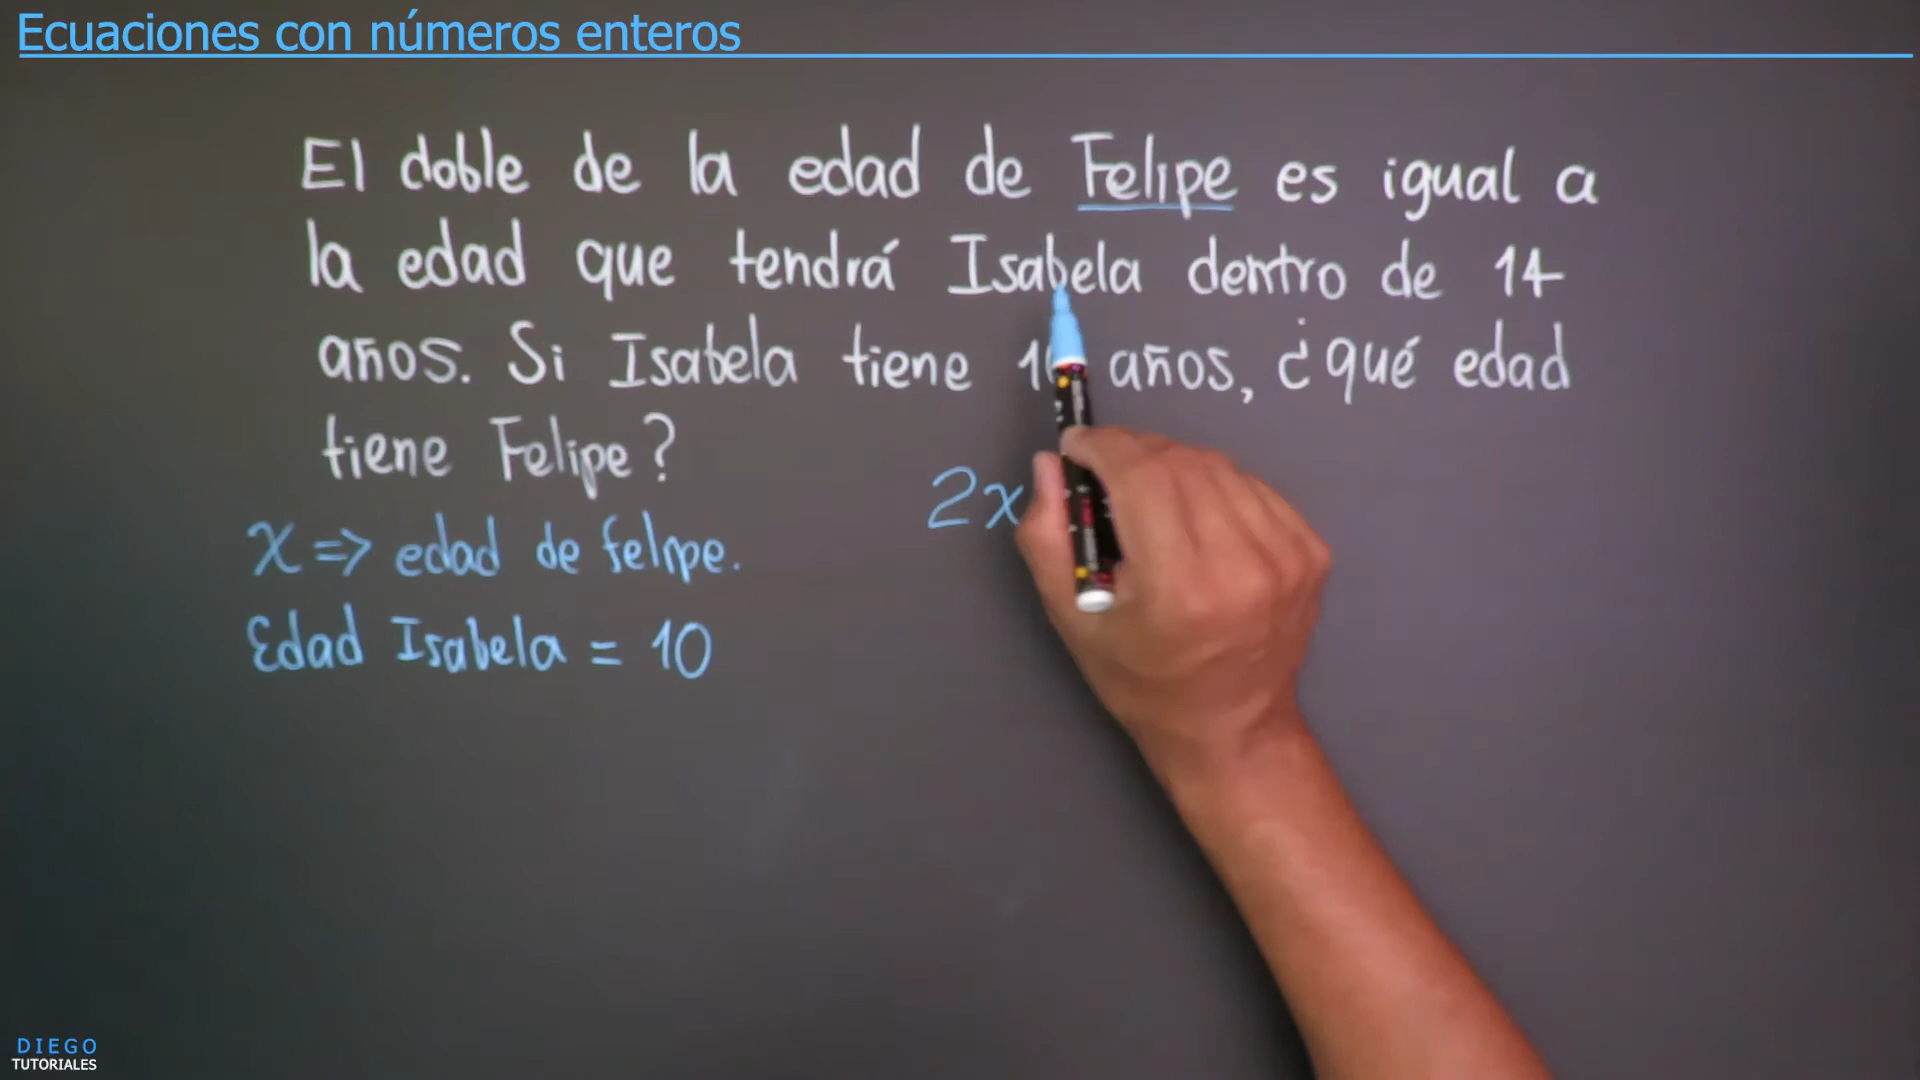 Ecuaciones con números enteros
El doble de la edad de Felipe es igual a
la edad que tendrá Isabela dentro de 14
años. Si Isabela tiene años, ¿qué edad
tiene Felipe?
2x
x => edad de felipe.
Edad Isabela = 10
DIEGO
TUTORIALES